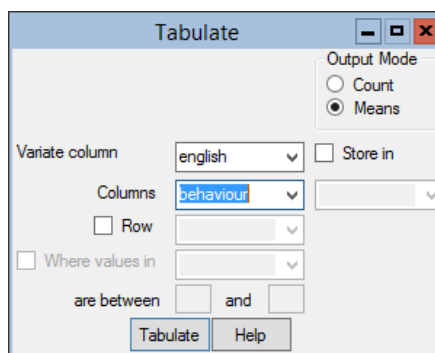 Tabulate
Output Mode
Count
Means
Variate column english Store in
Columns behaviour
Row
Where values in
are between and
Tabulate Help